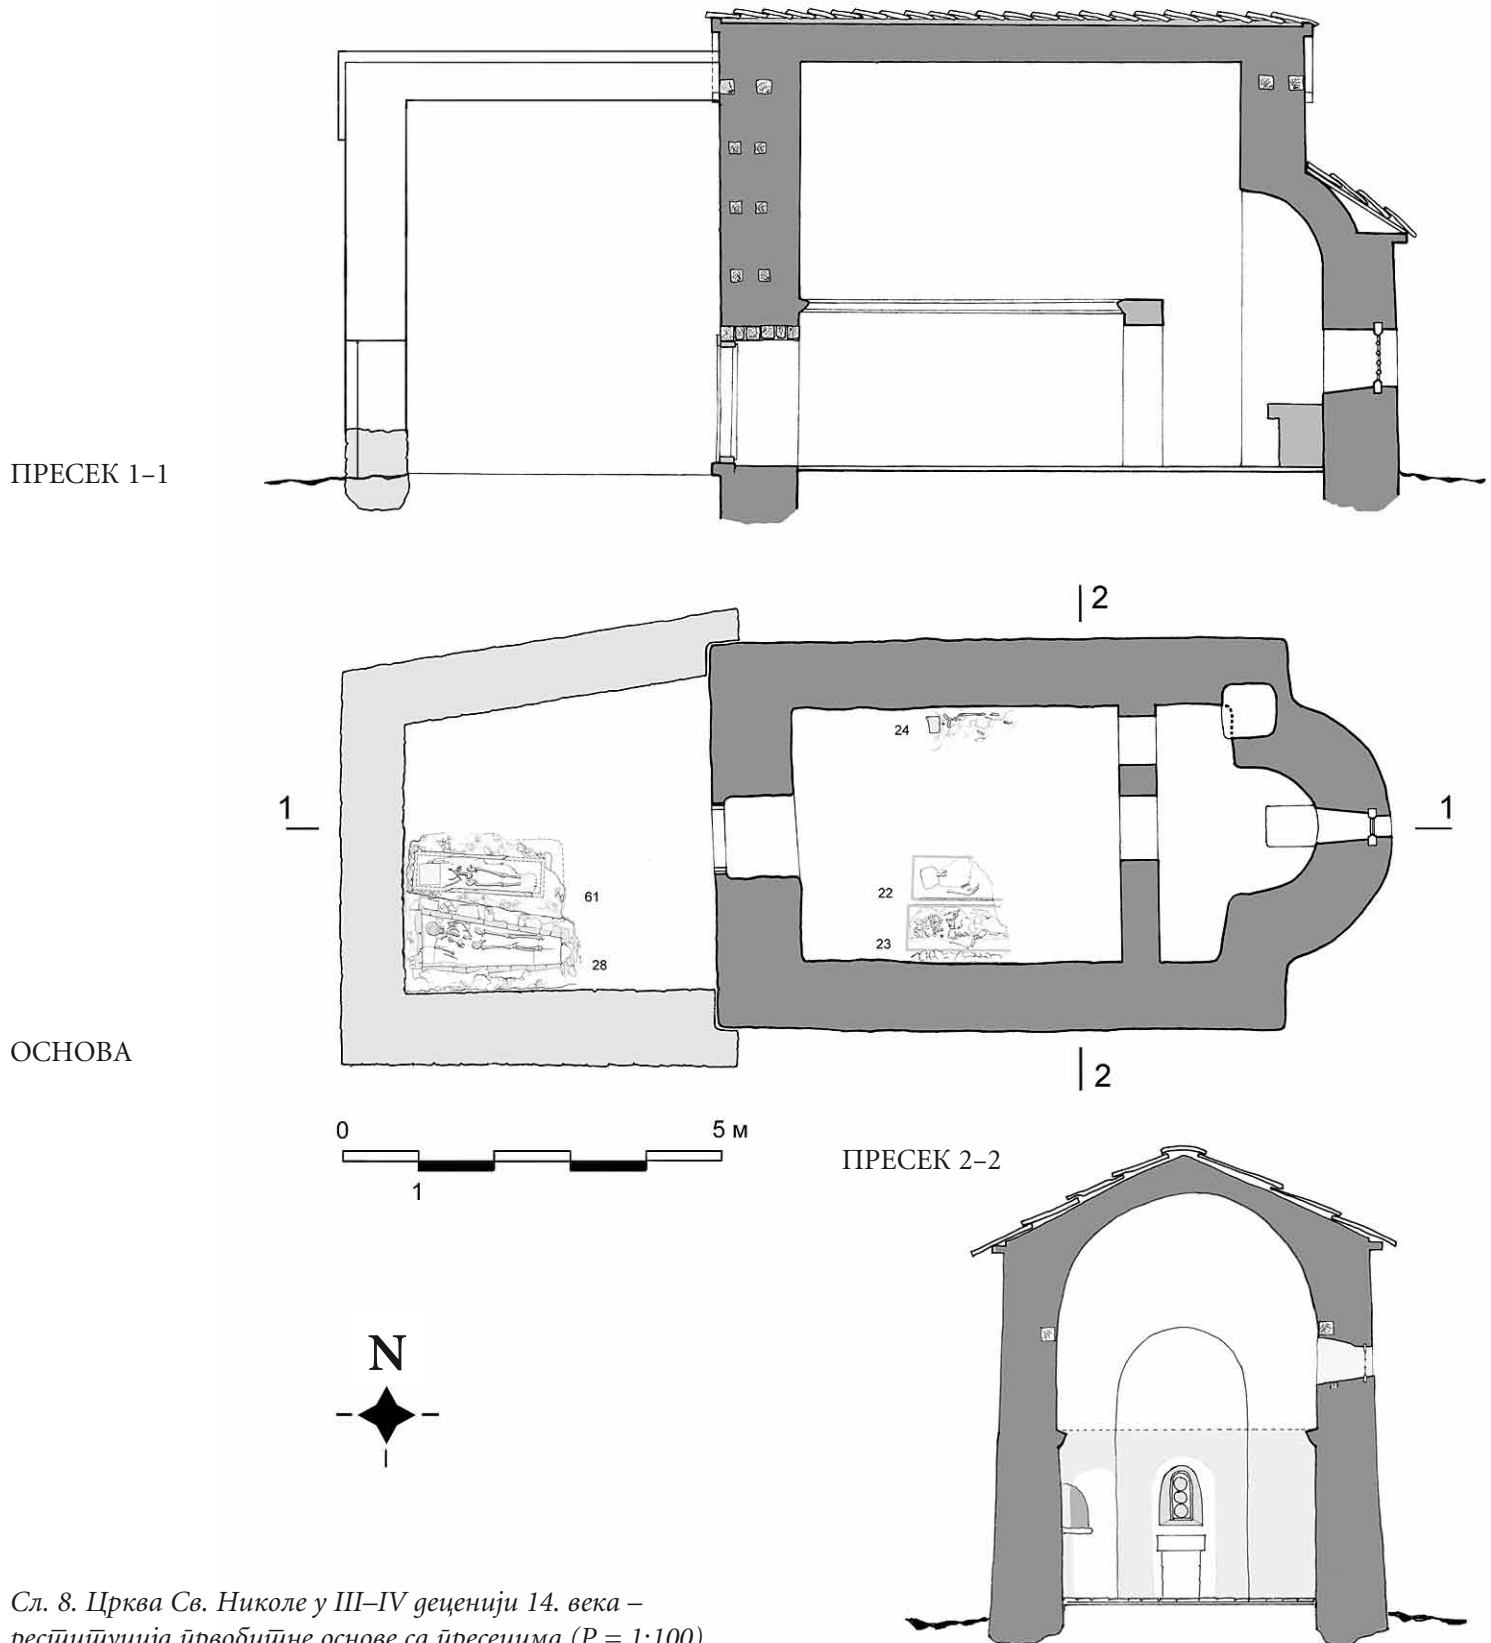 ПРЕСЕК 1–1
2
24
1
1
22
61
23
28
ОСНОВА
2
0
5 м
1
ПРЕСЕК 2–2
N
Сл. 8. Црква Св. Николе у III–IV деценији 14. века –
реституција првобитне основе са пресецима (Р = 1:100)